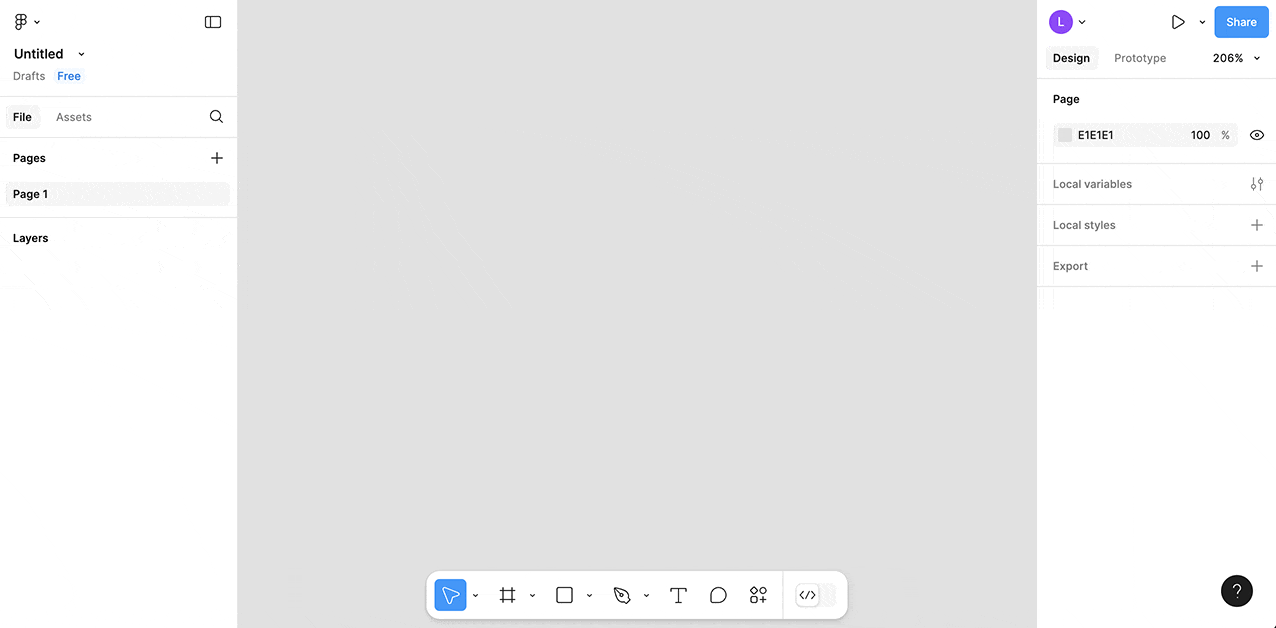 Untitled
Drafts Free
File Assets
Pages
Page 1
Layers
L
Share
Design Prototype 206%
Page
E1E1E1 100 %
Local variables
Local styles
Export
?